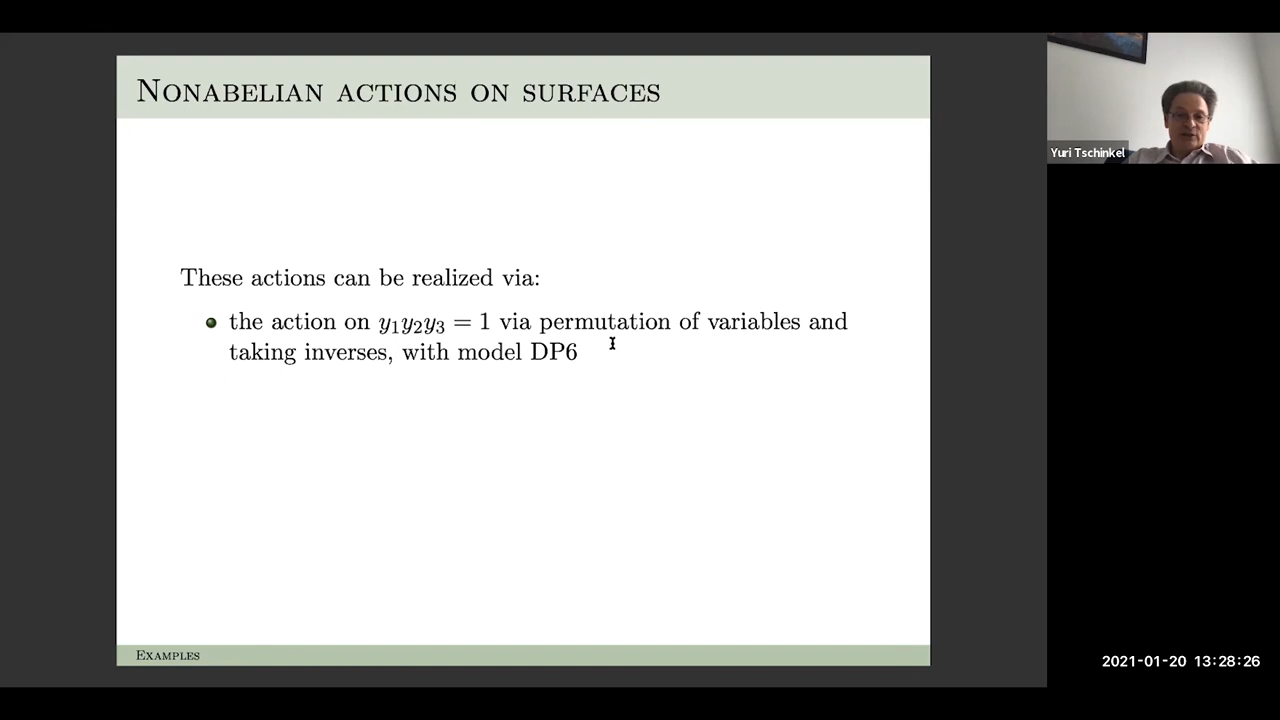 NONABELIAN ACTIONS ON SURFACES
Yuri Tschinkel
These actions can be realized via:
the action on y₁y₂y₃ = 1 via permutation of variables and
taking inverses, with model DP6
EXAMPLES
2021-01-20 13:28:26